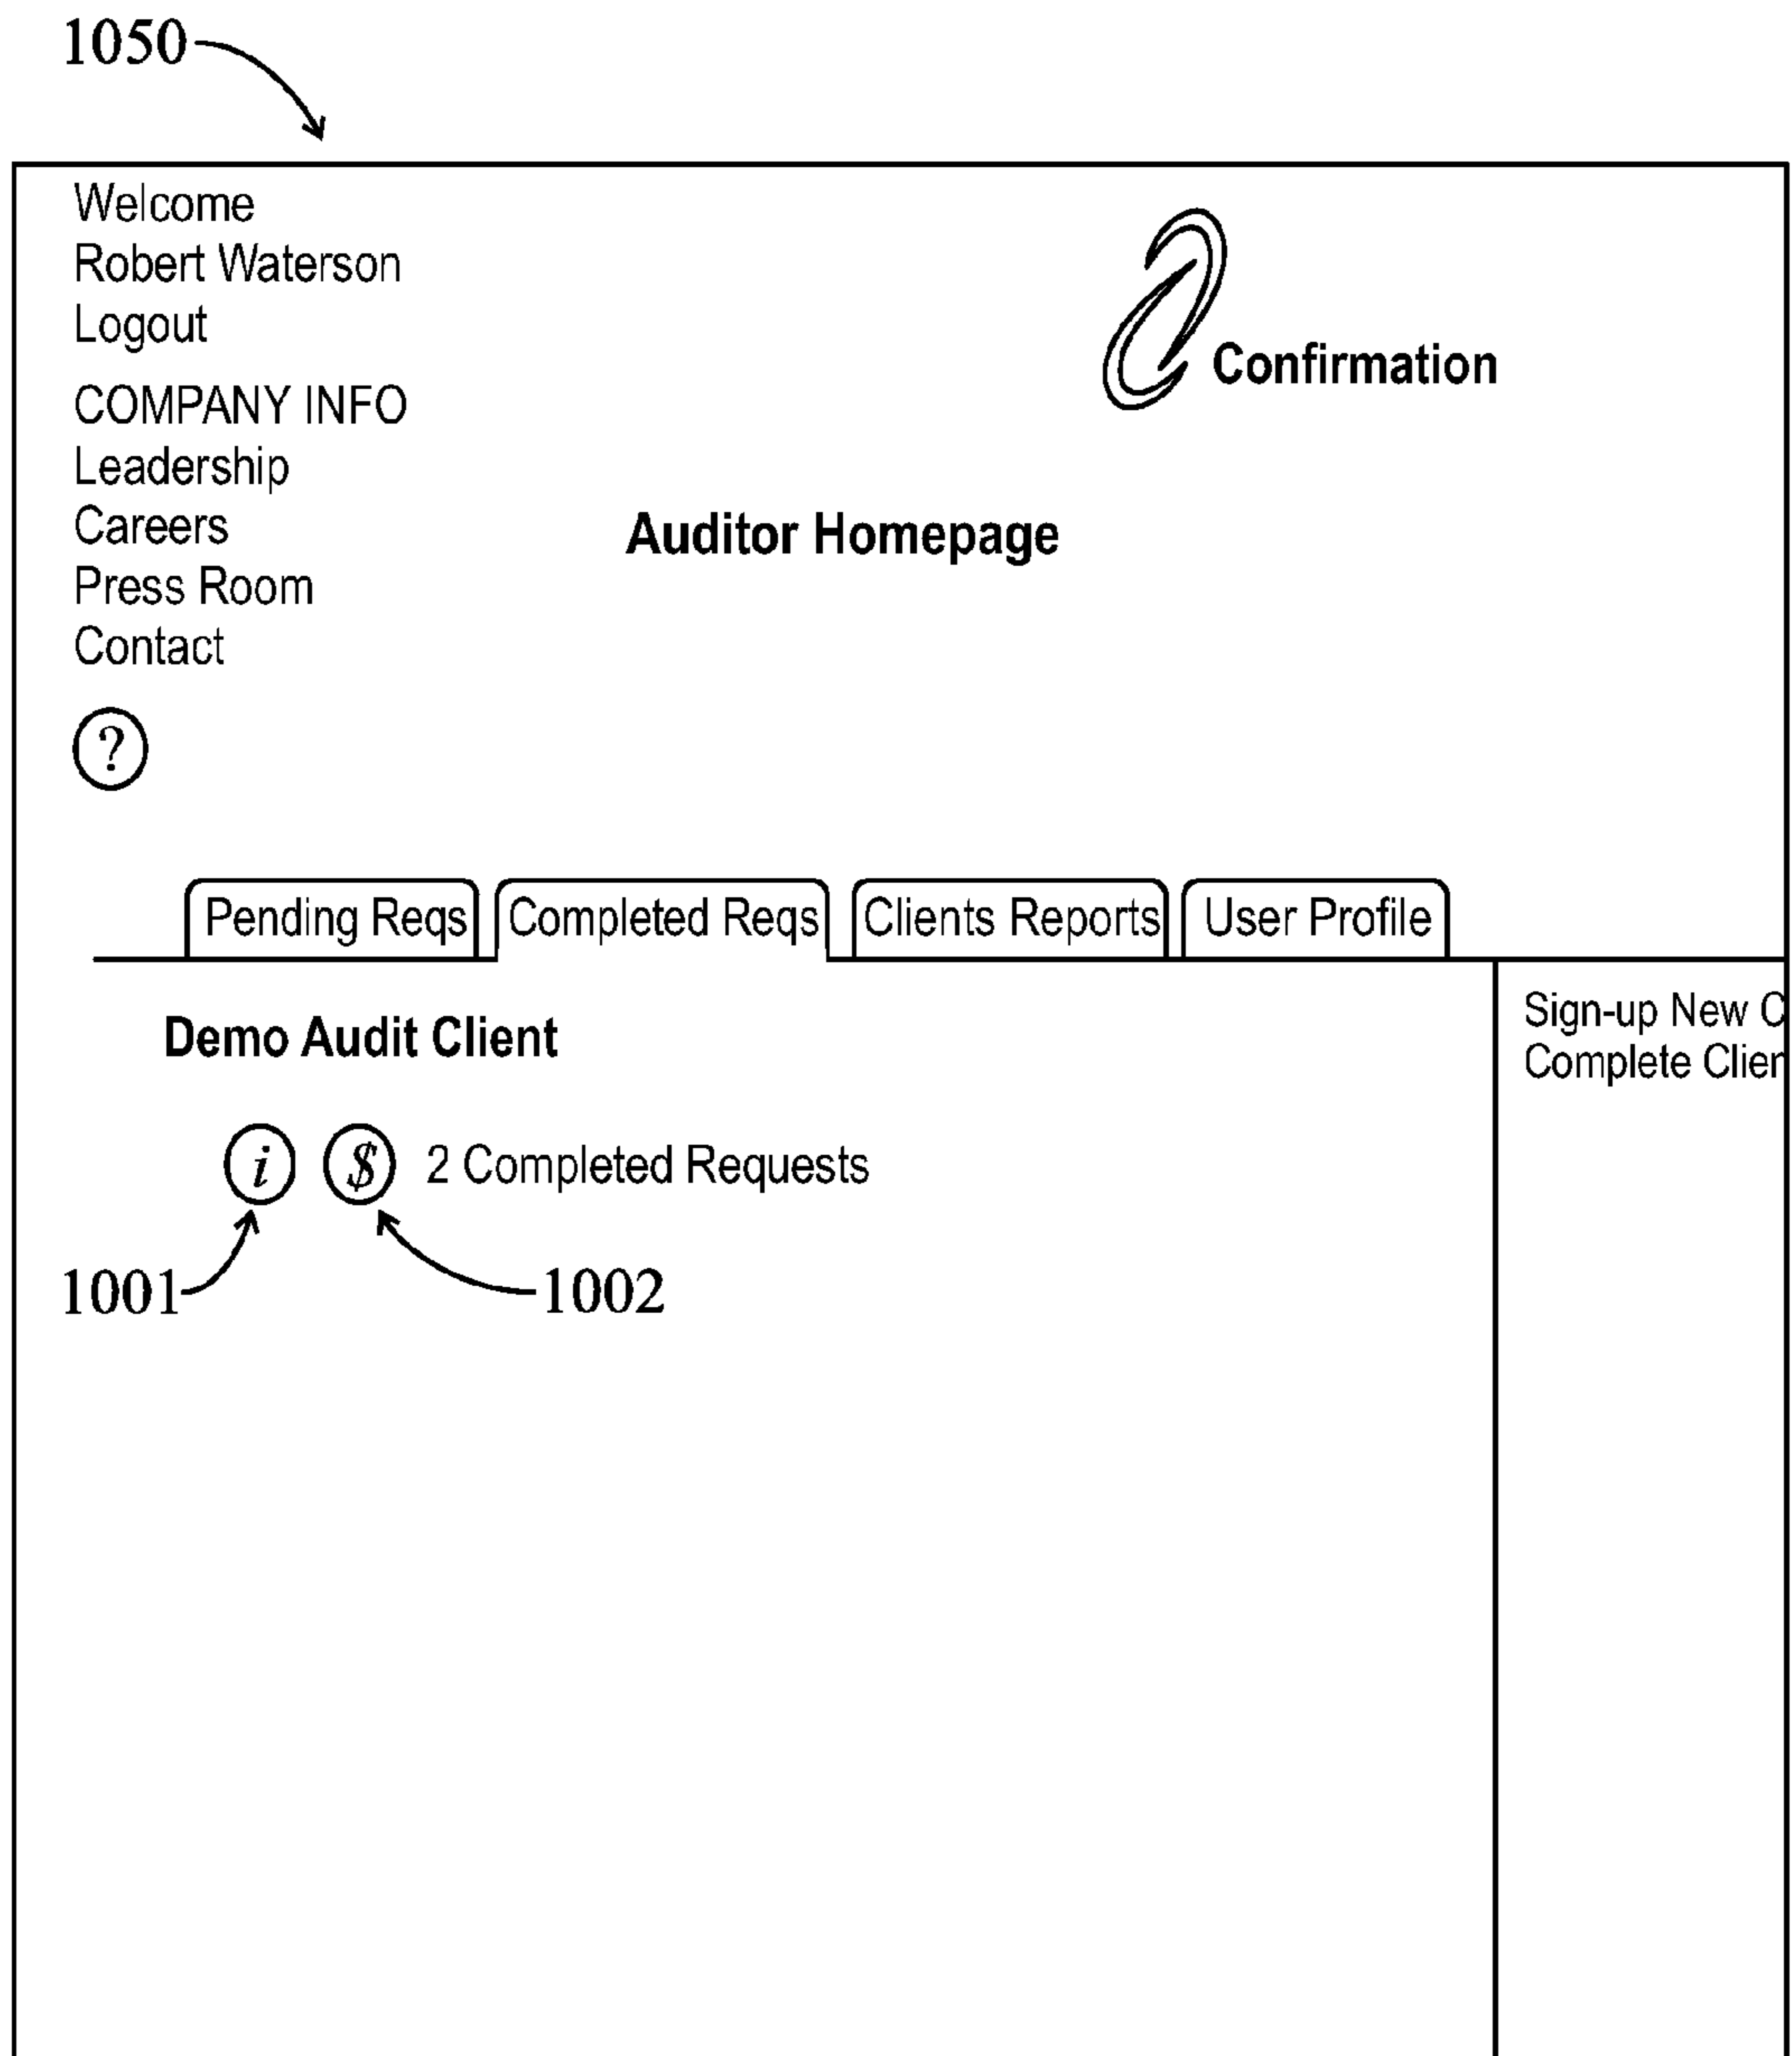 1050
Welcome
Robert Waterson
Logout
Confirmation
COMPANY INFO
Leadership
Careers
Auditor Homepage
Press Room
Contact
?
Pending Reqs Completed Reqs Clients Reports User Profile
Demo Audit Client
Sign-up New C
Complete Clien
i $ 2 Completed Requests
1001 1002